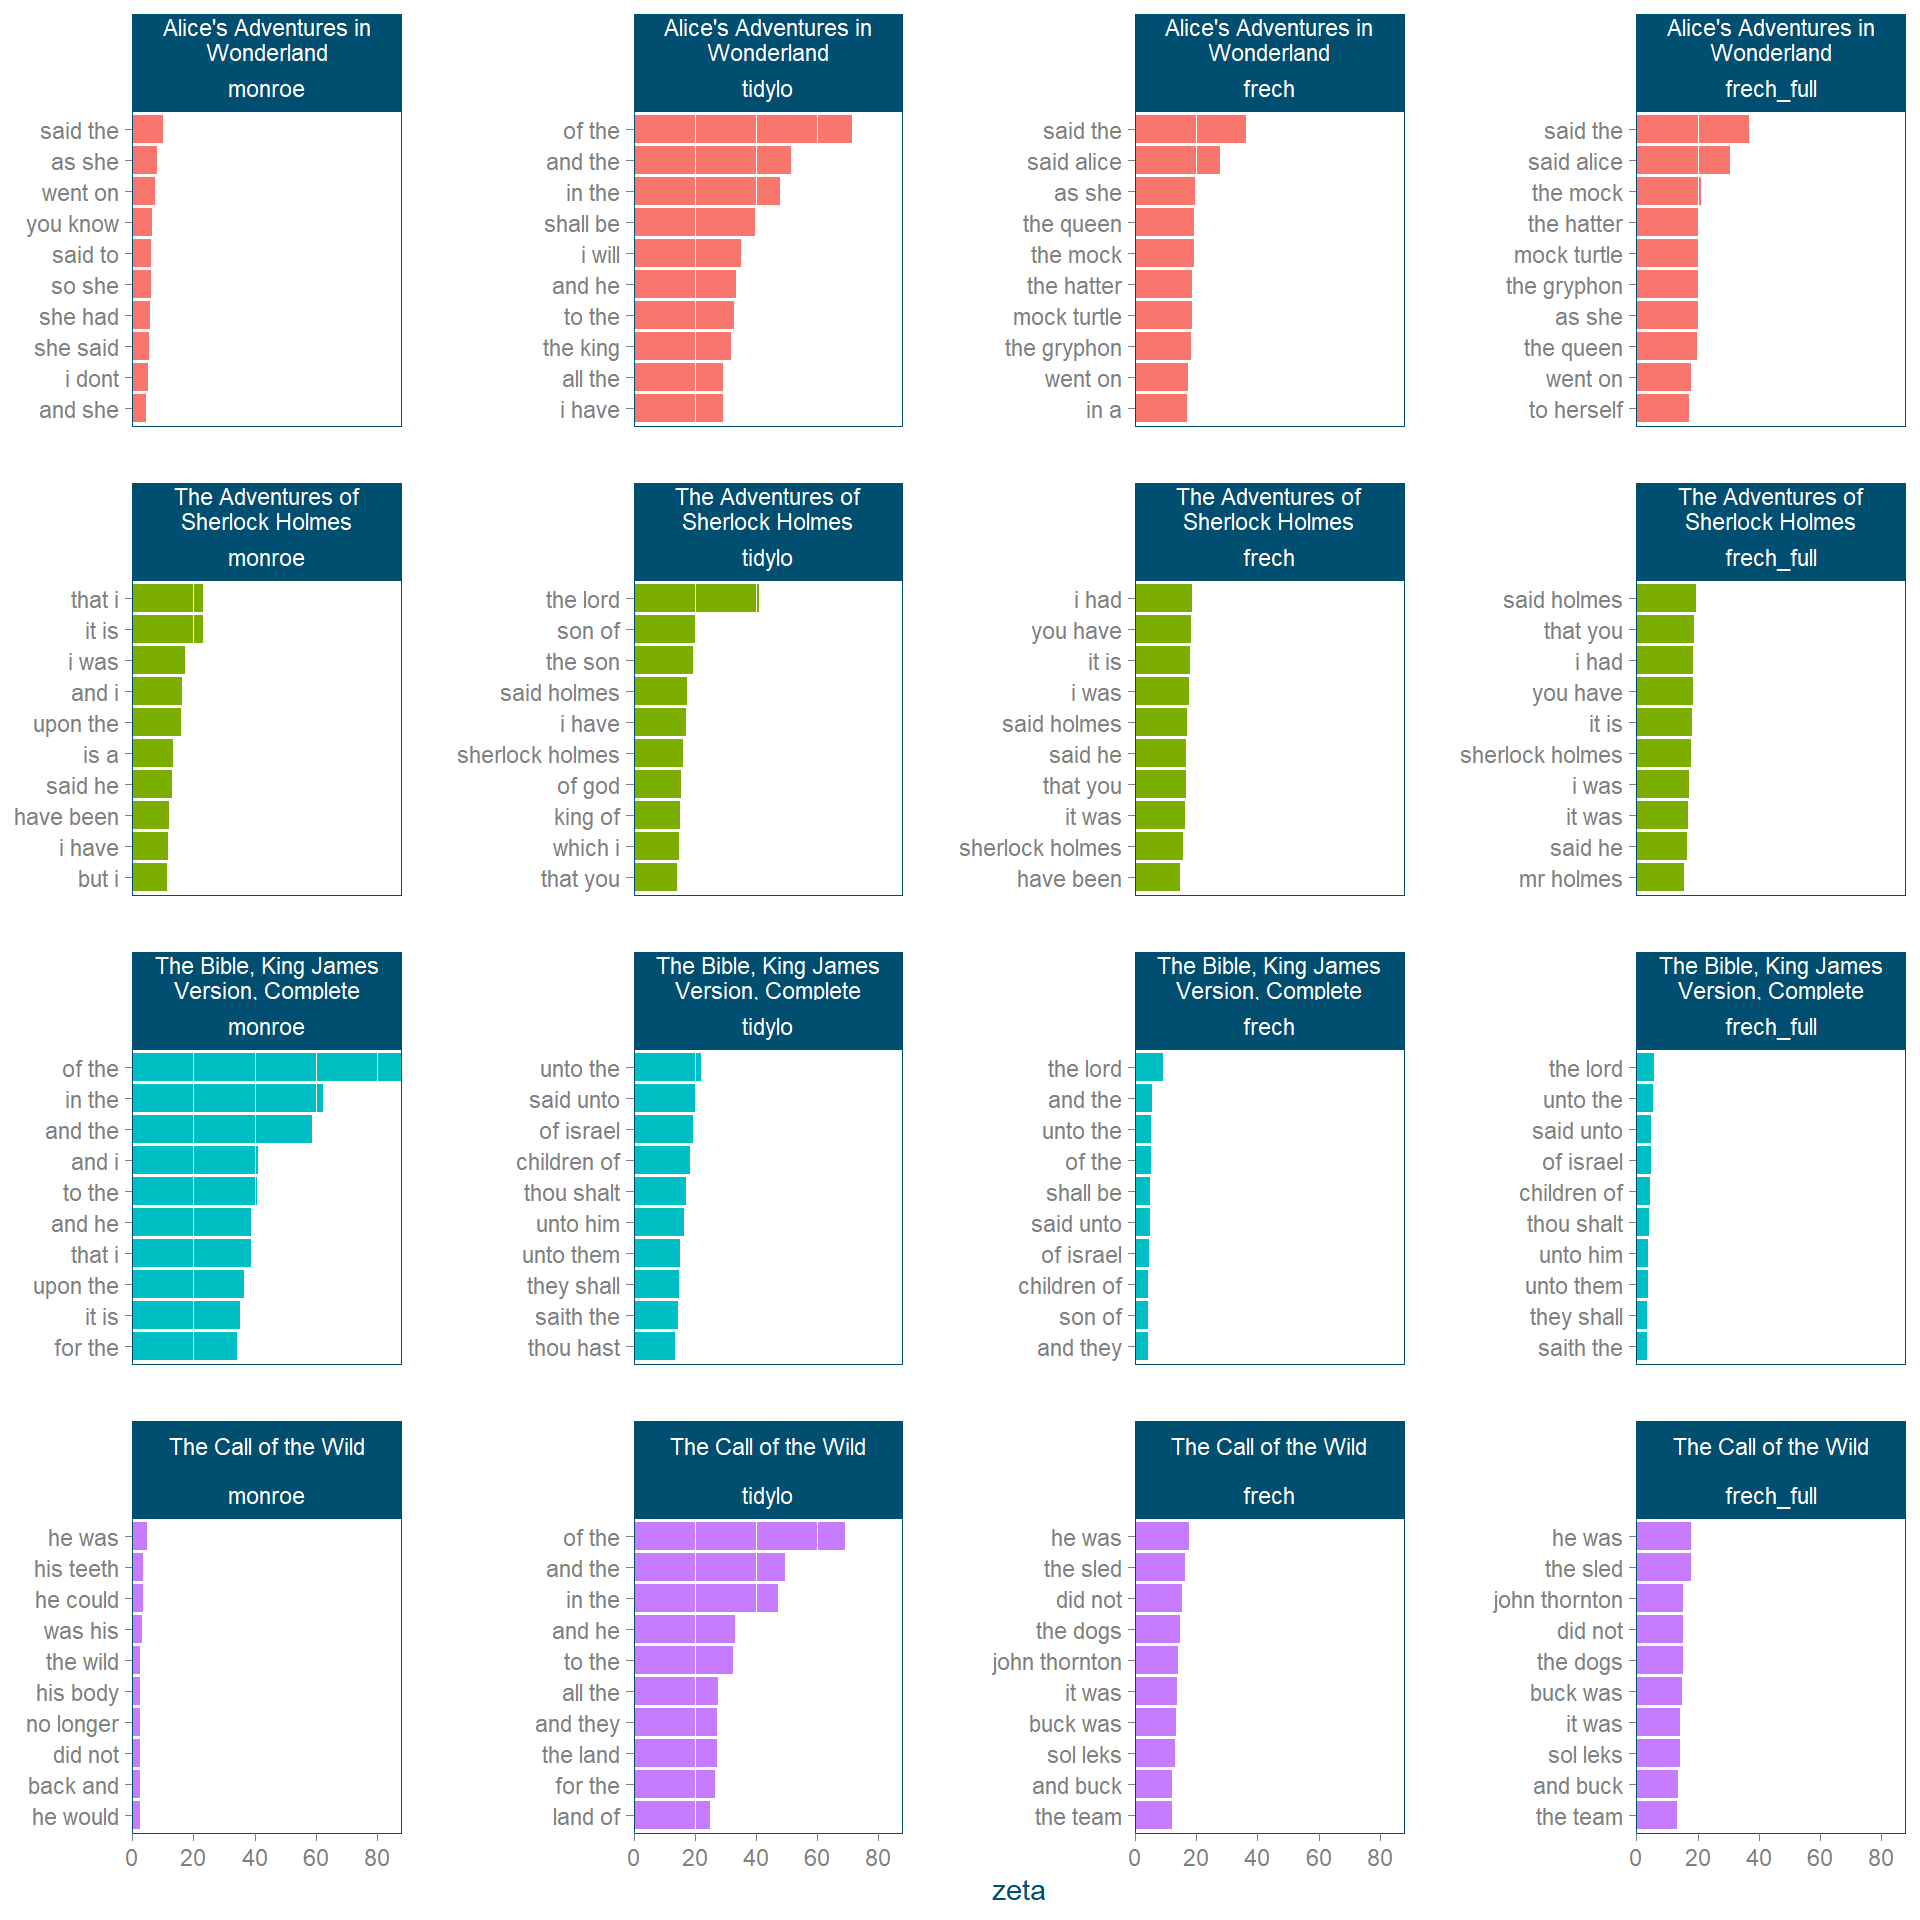 Alice's Adventures in
Wonderland
monroe
said the
as she
went on
you know
said to
so she
she had
she said
i dont
and she
Alice's Adventures in
Wonderland
tidylo
of the
and the
in the
shall be
i will
and he
to the
the king
all the
i have
Alice's Adventures in
Wonderland
frech
said the
said alice
as she
the queen
the mock
the hatter
mock turtle
the gryphon
went on
in a
Alice's Adventures in
Wonderland
frech_full
said the
said alice
the mock
the hatter
mock turtle
the gryphon
as she
the queen
went on
to herself
The Adventures of
Sherlock Holmes
monroe
that i
it is
i was
and i
upon the
is a
said he
have been
i have
but i
The Adventures of
Sherlock Holmes
tidylo
the lord
son of
the son
said holmes
i have
sherlock holmes
of god
king of
which i
that you
The Adventures of
Sherlock Holmes
frech
i had
you have
it is
i was
said holmes
said he
that you
it was
sherlock holmes
have been
The Adventures of
Sherlock Holmes
frech_full
said holmes
that you
i had
you have
it is
sherlock holmes
i was
it was
said he
mr holmes
The Bible, King James
Version, Complete
monroe
of the
in the
and the
and i
to the
and he
that i
upon the
it is
for the
The Bible, King James
Version, Complete
tidylo
unto the
said unto
of israel
children of
thou shalt
unto him
unto them
they shall
saith the
thou hast
The Bible, King James
Version, Complete
frech
the lord
and the
unto the
of the
shall be
said unto
of israel
children of
son of
and they
The Bible, King James
Version, Complete
frech_full
the lord
unto the
said unto
of israel
children of
thou shalt
unto him
unto them
they shall
saith the
The Call of the Wild
monroe
he was
his teeth
he could
was his
the wild
his body
no longer
did not
back and
he would
0 20 40 60 80
The Call of the Wild
tidylo
of the
and the
in the
and he
to the
all the
and they
the land
for the
land of
0 20 40 60 80
The Call of the Wild
frech
he was
the sled
did not
the dogs
john thornton
it was
buck was
sol leks
and buck
the team
0 20 40 60 80
The Call of the Wild
frech_full
he was
the sled
john thornton
did not
the dogs
buck was
it was
sol leks
and buck
the team
0 20 40 60 80
zeta